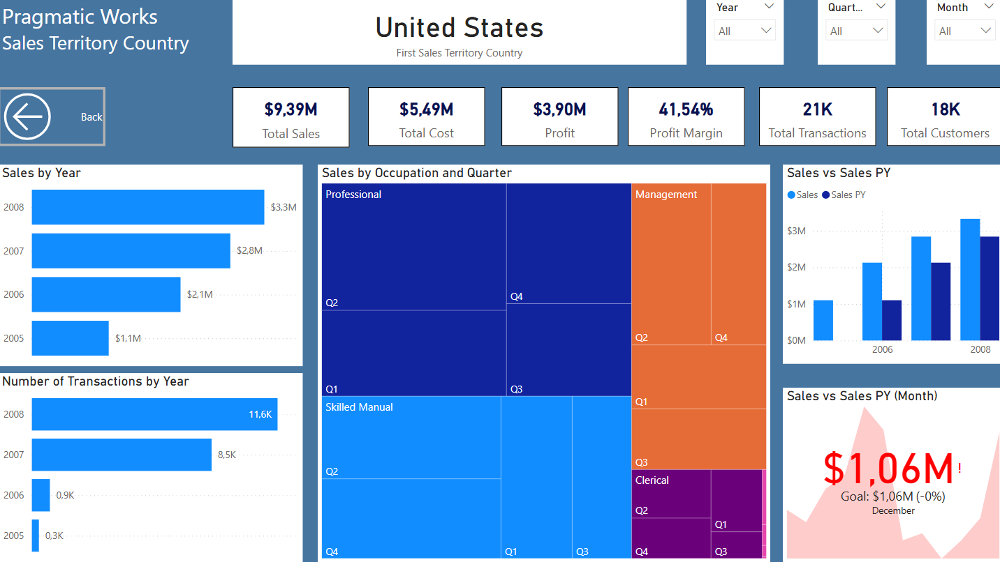 Pragmatic Works
Sales Territory Country
United States
First Sales Territory Country
Year
All
Quart...
All
Month
All
Back
$9,39M
Total Sales
$5,49M
Total Cost
$3,90M
Profit
41,54%
Profit Margin
21K
Total Transactions
18K
Total Customers
Sales by Year
2008
$3,3M
2007
$2,8M
2006
$2,1M
2005
$1,1M
Number of Transactions by Year
2008
11,6K
2007
8,5K
2006
0,9K
2005
0,3K
Sales by Occupation and Quarter
Professional
Q2
Q4
Q1
Q3
Skilled Manual
Q2
Q4
Q1
Q3
Management
Q2
Q4
Q1
Q3
Clerical
Q2
Q1
Q4
Q3
Sales vs Sales PY
Sales Sales PY
$3M
$2M
$1M
$0M
2006
2008
Sales vs Sales PY (Month)
$1,06M!
Goal: $1,06M (-0%)
December